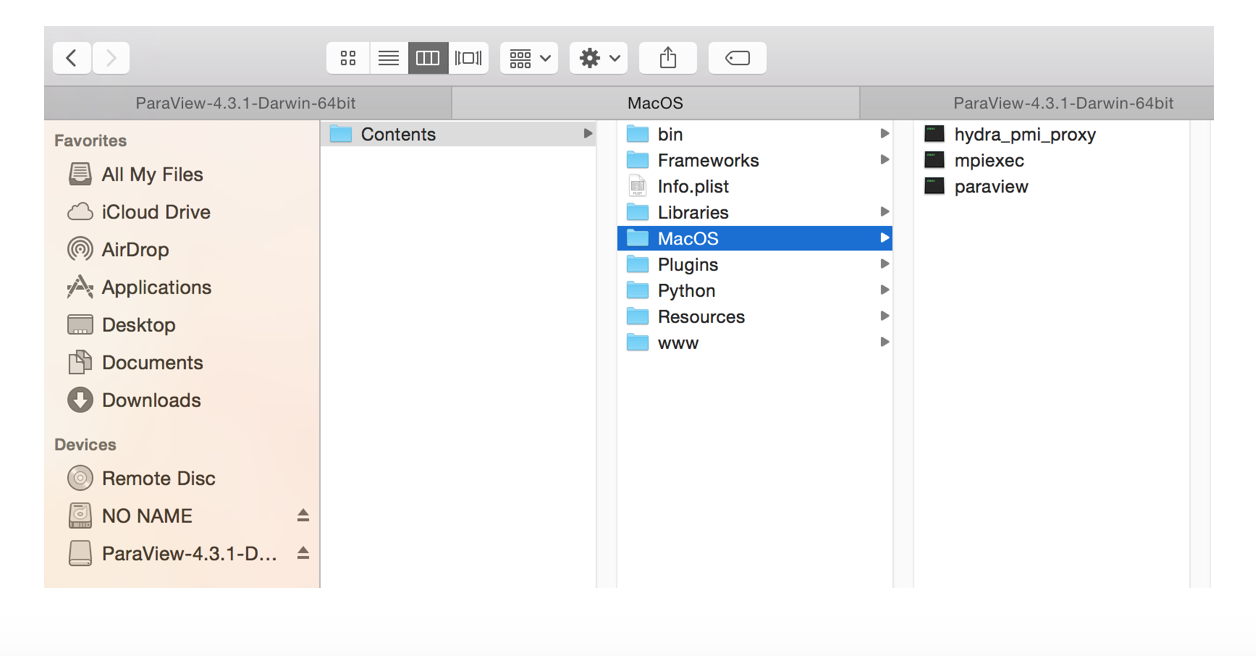 ParaView-4.3.1-Darwin-64bit
MacOS
ParaView-4.3.1-Darwin-64bit
Favorites
All My Files
iCloud Drive
AirDrop
Applications
Desktop
Documents
Downloads
Devices
Remote Disc
NO NAME
ParaView-4.3.1-D...
Contents
bin
Frameworks
Info.plist
Libraries
MacOS
Plugins
Python
Resources
www
hydra_pmi_proxy
mpiexec
paraview